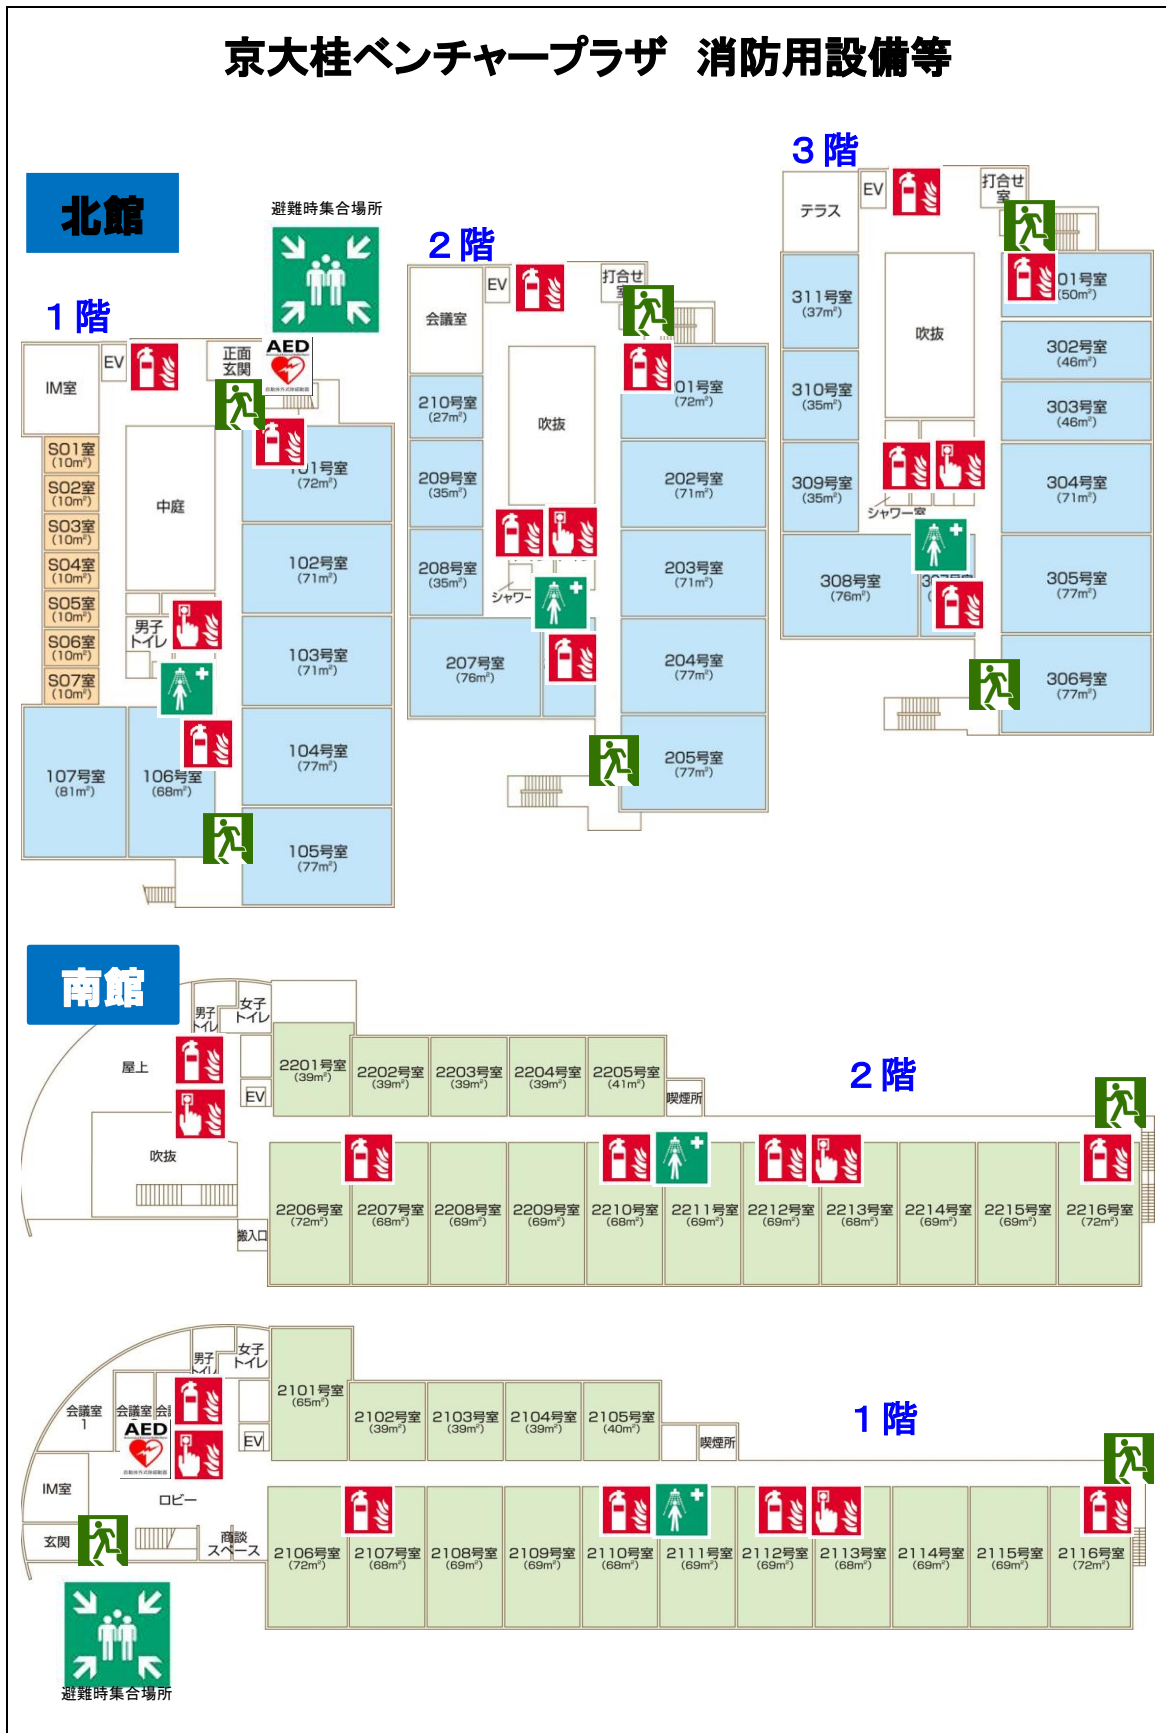 京大桂ベンチャープラザ 消防用設備等
北館
避難時集合場所
1階
IM室
EV
正面
玄関
AED
自動体外式除細動器
S01室
(10m²)
S02室
(10m²)
S03室
(10m²)
S04室
(10m²)
S05室
(10m²)
S06室
(10m²)
S07室
(10m²)
中庭
男子
トイレ
01号室
(72m²)
102号室
(71m²)
103号室
(71m²)
104号室
(77m²)
105号室
(77m²)
106号室
(68m²)
107号室
(81m²)
2階
会議室
EV
打合せ
室
吹抜
210号室
(27m²)
209号室
(35m²)
208号室
(35m²)
シャワー
207号室
(76m²)
01号室
(72m²)
202号室
(71m²)
203号室
(71m²)
204号室
(77m²)
205号室
(77m²)
3階
テラス
EV
打合せ
室
吹抜
311号室
(37m²)
310号室
(35m²)
309号室
(35m²)
シャワー室
308号室
(76m²)
307号室
01号室
(50m²)
302号室
(46m²)
303号室
(46m²)
304号室
(71m²)
305号室
(77m²)
306号室
(77m²)
南館
2階
男子
トイレ
女子
トイレ
屋上
EV
吹抜
搬入口
2201号室
(39m²)
2202号室
(39m²)
2203号室
(39m²)
2204号室
(39m²)
2205号室
(41m²)
喫煙所
2206号室
(72m²)
2207号室
(68m²)
2208号室
(69m²)
2209号室
(69m²)
2210号室
(68m²)
2211号室
(69m²)
2212号室
(69m²)
2213号室
(68m²)
2214号室
(69m²)
2215号室
(69m²)
2216号室
(72m²)
1階
男子
トイレ
女子
トイレ
会議室
1
会議室
会
AED
自動体外式除細動器
EV
IM室
ロビー
玄関
商談
スペース
2101号室
(65m²)
2102号室
(39m²)
2103号室
(39m²)
2104号室
(39m²)
2105号室
(40m²)
喫煙所
2106号室
(72m²)
2107号室
(68m²)
2108号室
(69m²)
2109号室
(69m²)
2110号室
(68m²)
2111号室
(69m²)
2112号室
(69m²)
2113号室
(68m²)
2114号室
(69m²)
2115号室
(69m²)
2116号室
(72m²)
避難時集合場所